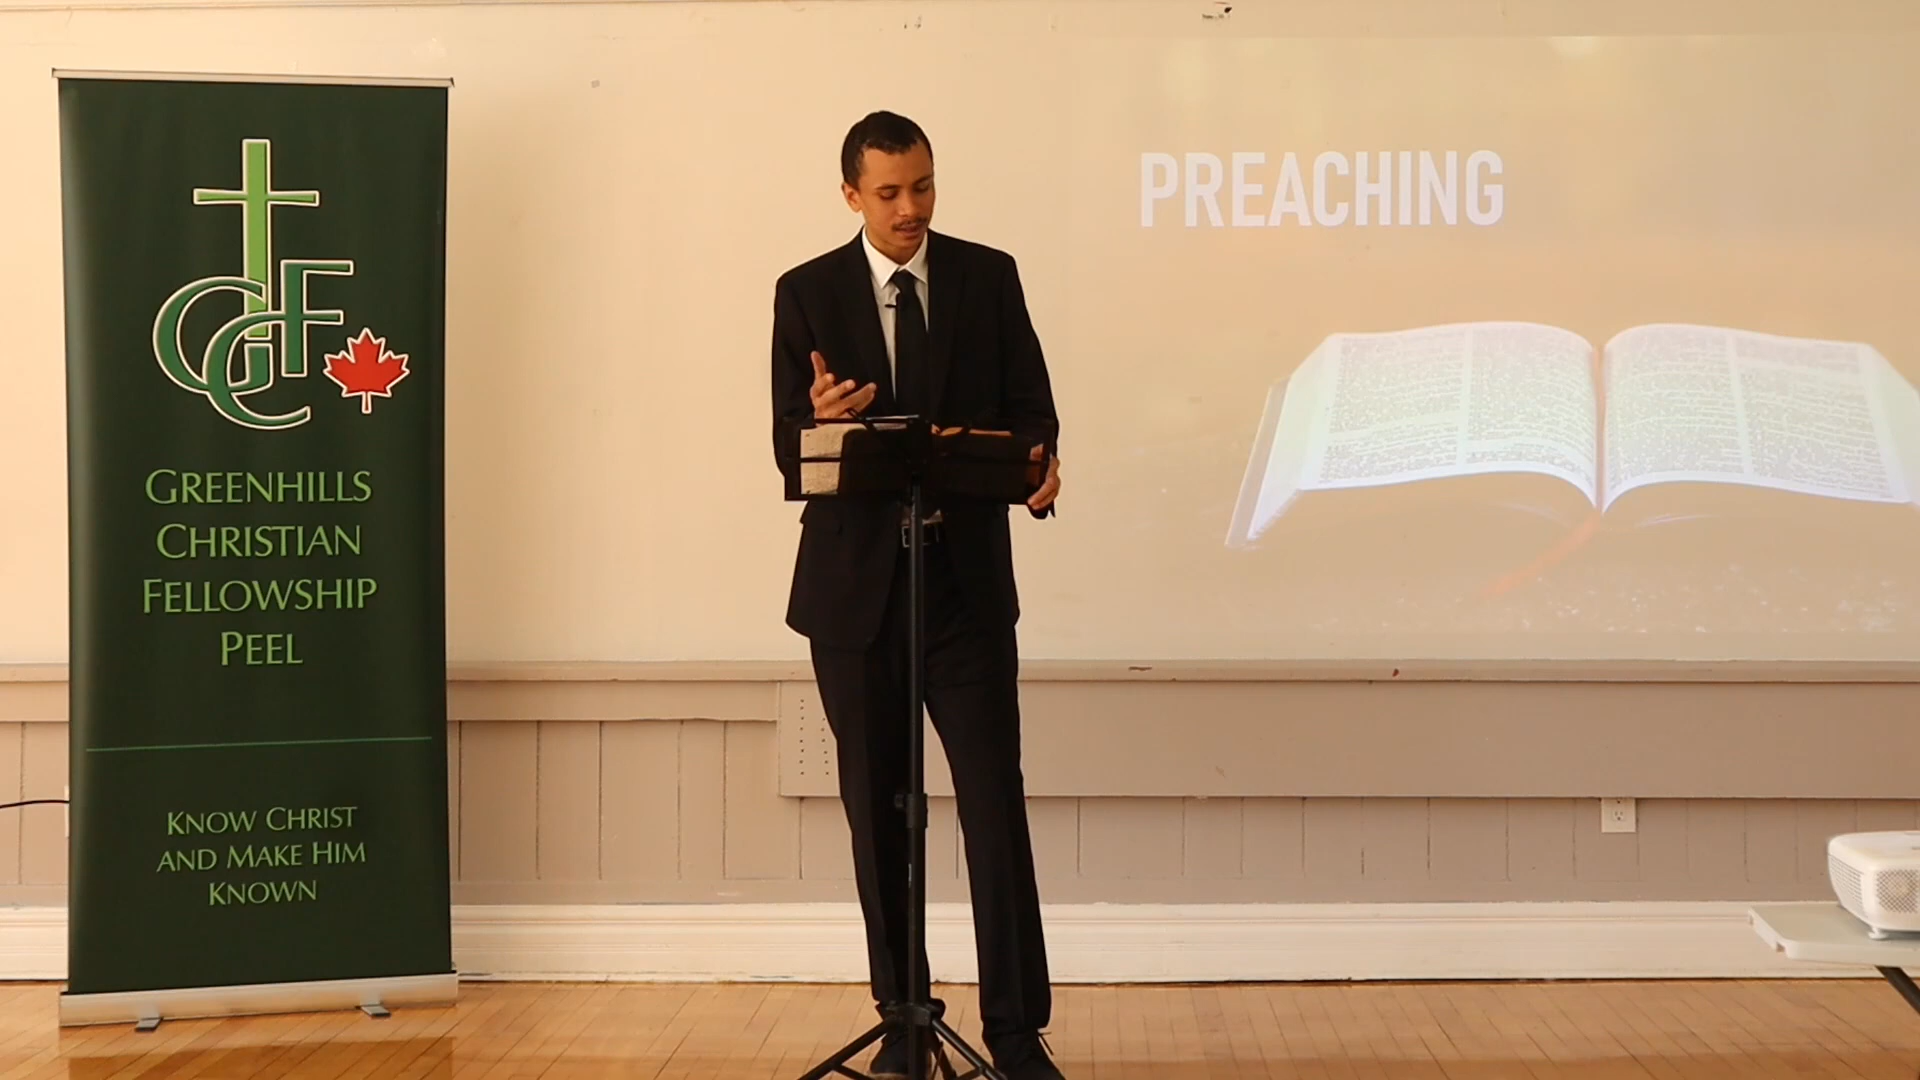 GCF
GREENHILLS
CHRISTIAN
FELLOWSHIP
PEEL
KNOW CHRIST
AND MAKE HIM
KNOWN
PREACHING